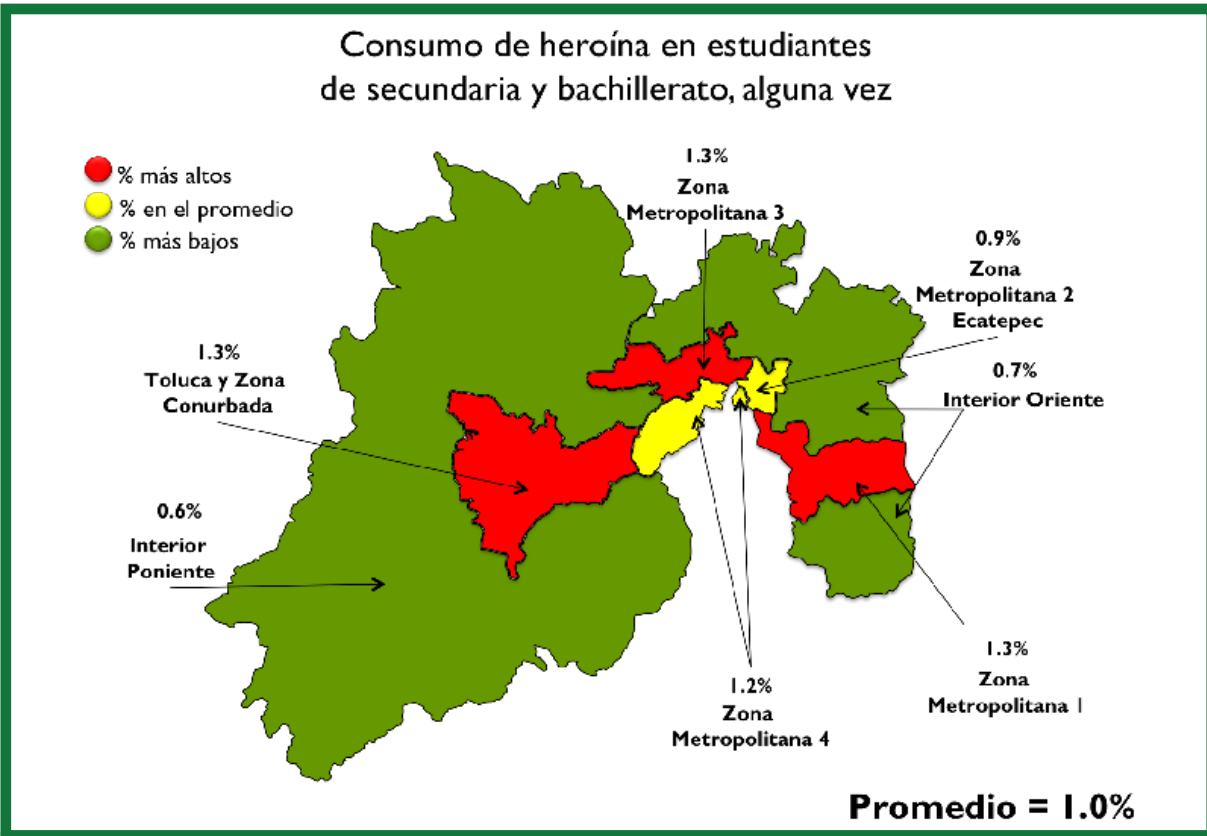 Consumo de heroína en estudiantes
de secundaria y bachillerato, alguna vez
% más altos
% en el promedio
% más bajos
1.3%
Zona
Metropolitana 3
0.9%
Zona
Metropolitana 2
Ecatepec
1.3%
Toluca y Zona
Conurbada
0.7%
Interior Oriente
0.6%
Interior
Poniente
1.3%
Zona
Metropolitana 1
1.2%
Zona
Metropolitana 4
Promedio = 1.0%